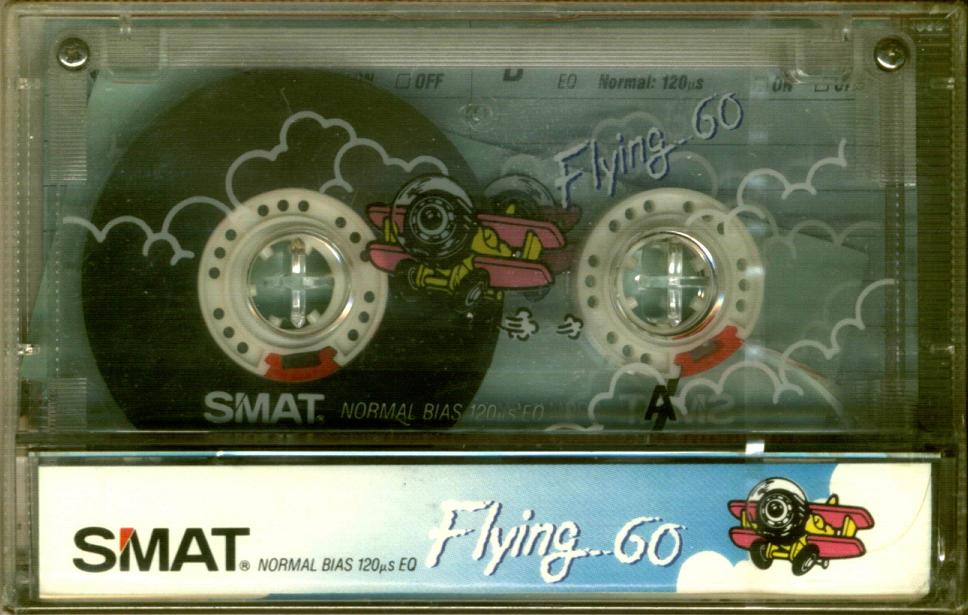 OFF EQ Normal: 120µs ON
Flying 60
SMAT NORMAL BIAS 120µs EQ A
SMAT® NORMAL BIAS 120µs EQ Flying 60